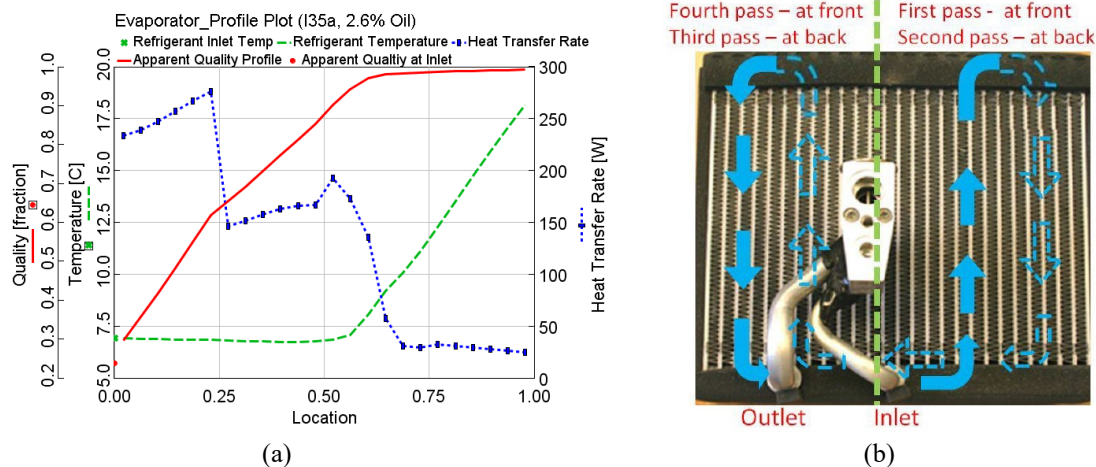 Evaporator_Profile Plot (I35a, 2.6% Oil)
Refrigerant Inlet Temp
Refrigerant Temperature
Heat Transfer Rate
Apparent Quality Profile
Apparent Qualtiy at Inlet
Quality [fraction]
1.0
0.9
0.8
0.7
0.6
0.5
0.4
0.3
0.2
Temperature [C]
20.0
17.5
15.0
12.5
10.0
7.5
5.0
300
250
200
150
100
50
0
Heat Transfer Rate [W]
0.00
0.25
0.50
0.75
1.00
Location
(a)
Fourth pass – at front
Third pass – at back
First pass - at front
Second pass – at back
Outlet
Inlet
(b)